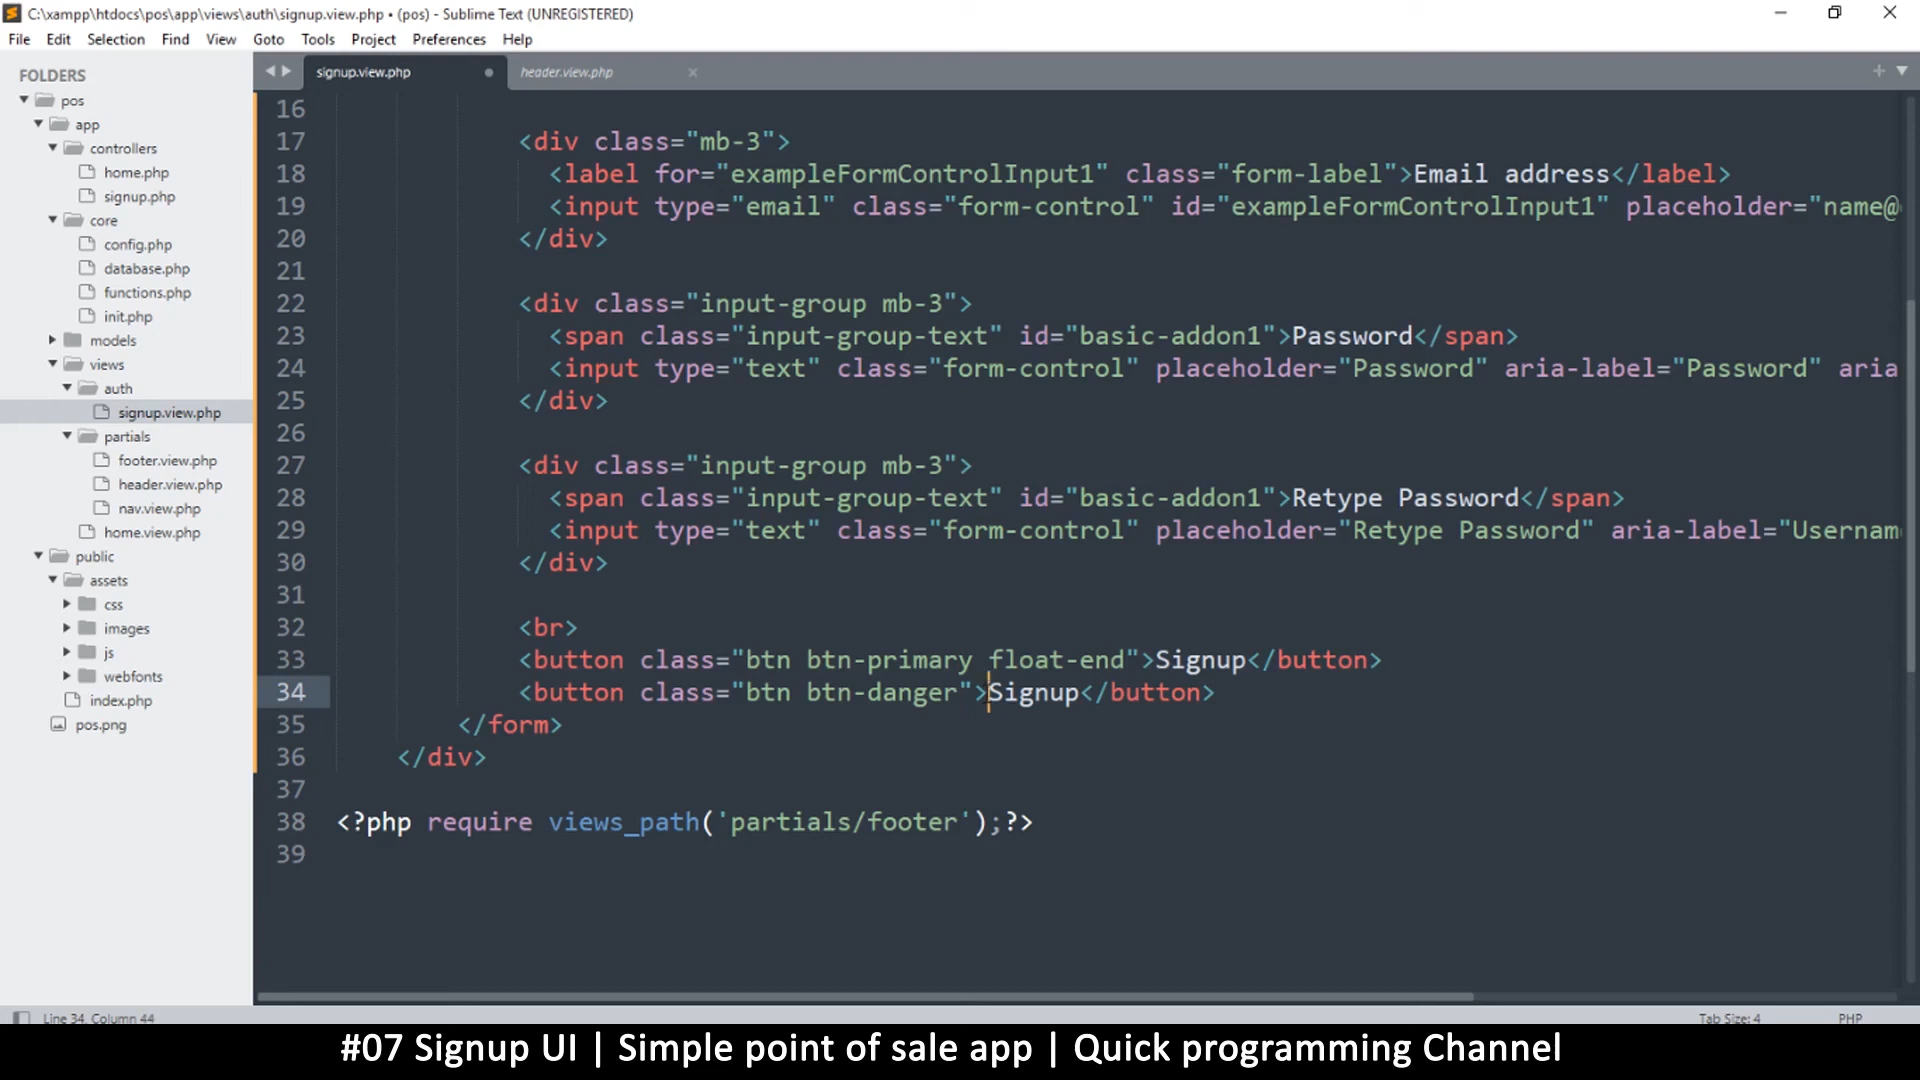 C:\xampp\htdocs\pos\app\views\auth\signup.view.php • (pos) - Sublime Text (UNREGISTERED)
File Edit Selection Find View Goto Tools Project Preferences Help
FOLDERS
pos
app
controllers
home.php
signup.php
core
config.php
database.php
functions.php
init.php
models
views
auth
signup.view.php
partials
footer.view.php
header.view.php
nav.view.php
home.view.php
public
assets
css
images
js
webfonts
index.php
pos.png
signup.view.php header.view.php
16
17 <div class="mb-3">
18 <label for="exampleFormControlInput1" class="form-label">Email address</label>
19 <input type="email" class="form-control" id="exampleFormControlInput1" placeholder="name@
20 </div>
21
22 <div class="input-group mb-3">
23 <span class="input-group-text" id="basic-addon1">Password</span>
24 <input type="text" class="form-control" placeholder="Password" aria-label="Password" aria
25 </div>
26
27 <div class="input-group mb-3">
28 <span class="input-group-text" id="basic-addon1">Retype Password</span>
29 <input type="text" class="form-control" placeholder="Retype Password" aria-label="Usernam
30 </div>
31
32 <br>
33 <button class="btn btn-primary float-end">Signup</button>
34 <button class="btn btn-danger">Signup</button>
35 </form>
36 </div>
37
38 <?php require views_path('partials/footer');?>
39
Line 34, Column 44 Tab Size: 4 PHP
#07 Signup UI | Simple point of sale app | Quick programming Channel